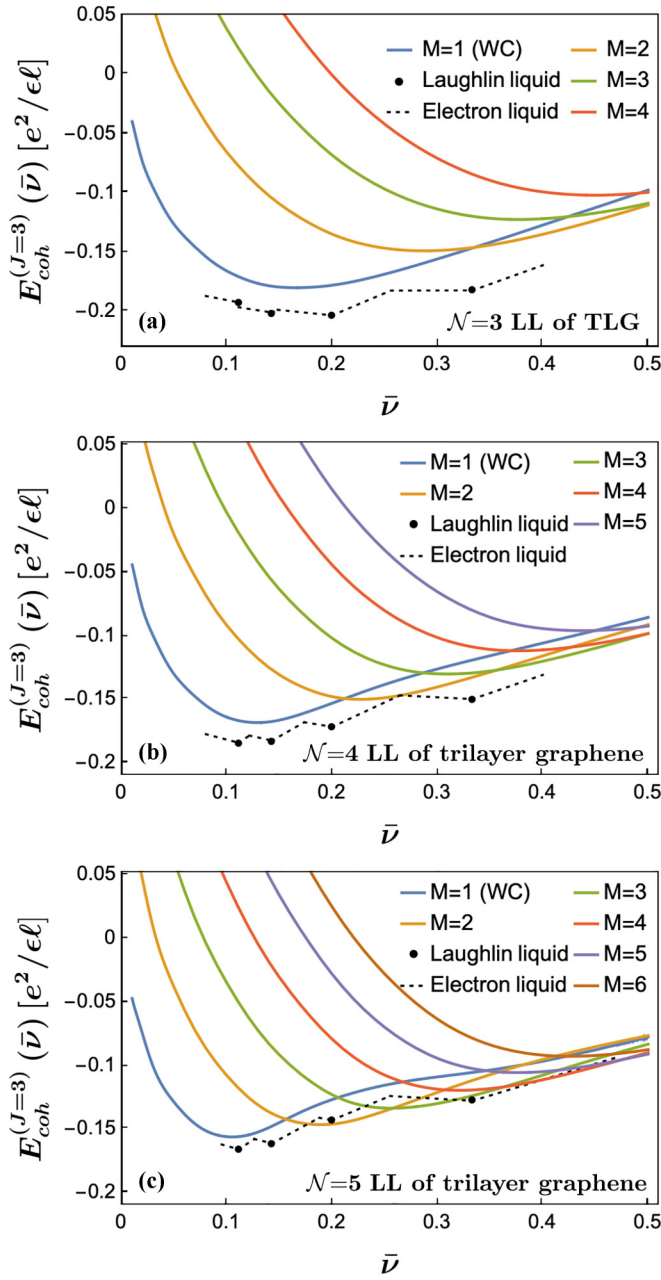 0.05
0
−0.05
−0.1
−0.15
−0.2
E_coh^(J=3) (ν̄) [e²/ϵℓ]
M=1 (WC) M=2
Laughlin liquid M=3
Electron liquid M=4
(a) 𝒩=3 LL of TLG
0 0.1 0.2 0.3 0.4 0.5
ν̄
0.05
0
−0.05
−0.1
−0.15
−0.2
E_coh^(J=3) (ν̄) [e²/ϵℓ]
M=1 (WC) M=3
M=2 M=4
Laughlin liquid M=5
Electron liquid
(b) 𝒩=4 LL of trilayer graphene
0 0.1 0.2 0.3 0.4 0.5
ν̄
0.05
0
−0.05
−0.1
−0.15
−0.2
E_coh^(J=3) (ν̄) [e²/ϵℓ]
M=1 (WC) M=3
M=2 M=4
Laughlin liquid M=5
Electron liquid M=6
(c) 𝒩=5 LL of trilayer graphene
0 0.1 0.2 0.3 0.4 0.5
ν̄